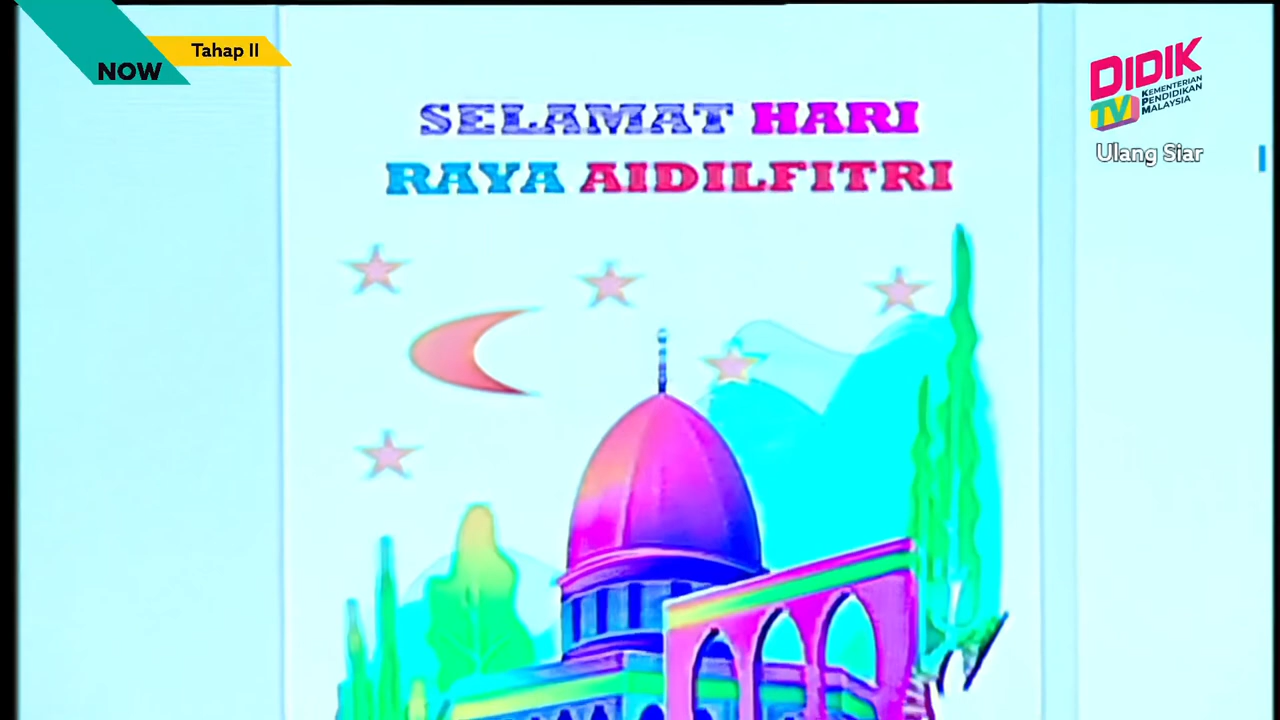 NOW
Tahap II
DIDIK
TV
KEMENTERIAN
PENDIDIKAN
MALAYSIA
Ulang Siar
SELAMAT HARI
RAYA AIDILFITRI